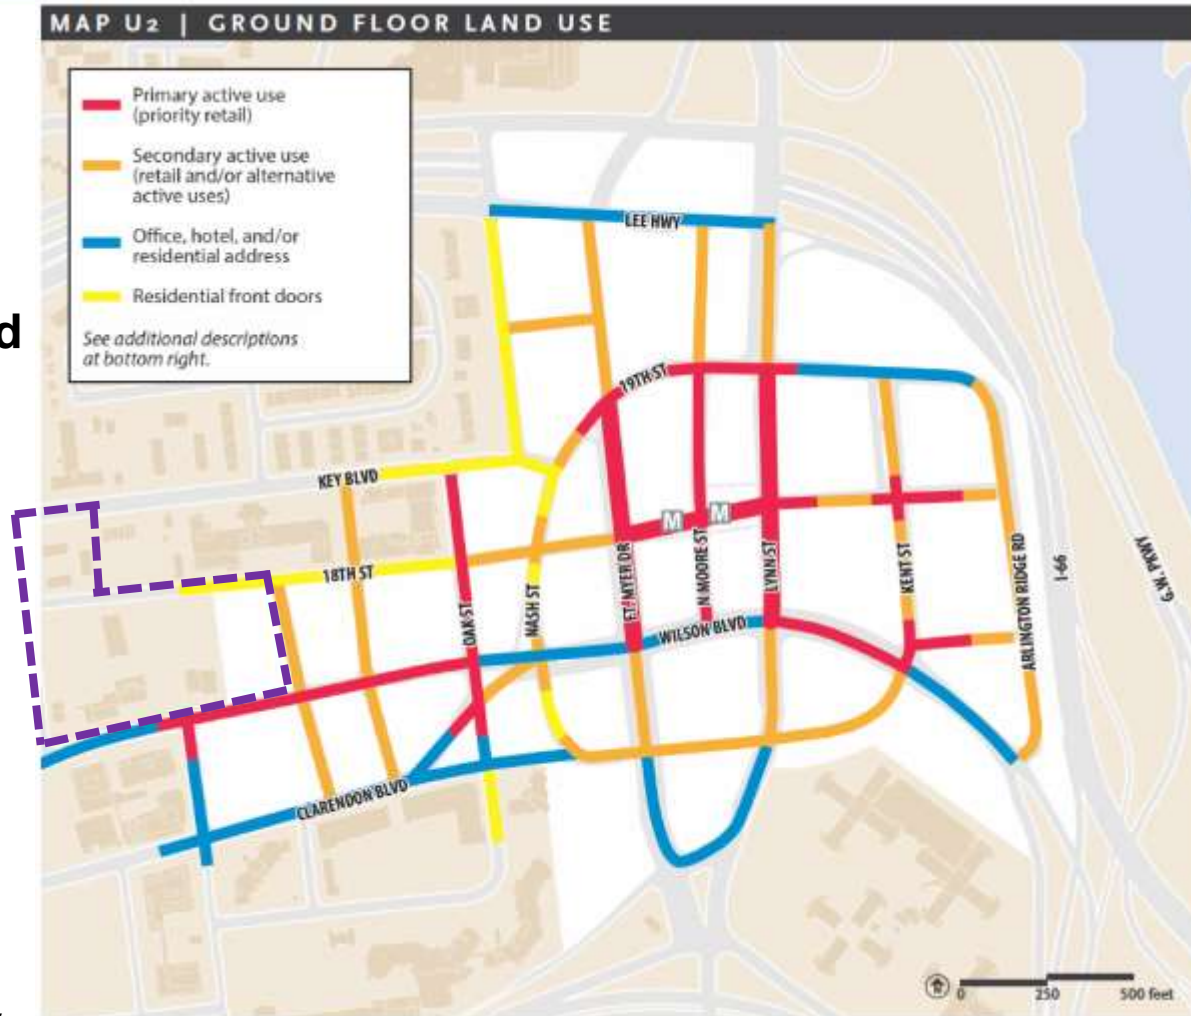 MAP U2 | GROUND FLOOR LAND USE
Primary active use
(priority retail)
Secondary active use
(retail and/or alternative
active uses)
Office, hotel, and/or
residential address
Residential front doors
See additional descriptions
at bottom right.
d
LEE HWY
19TH ST
KEY BLVD
M
M
18TH ST
OAK ST
NASH ST
FT MYER DR
N MOORE ST
LYNN ST
KENT ST
ARLINGTON RIDGE RD
I-66
G.W. PKWY
WILSON BLVD
CLARENDON BLVD
0 250 500 feet